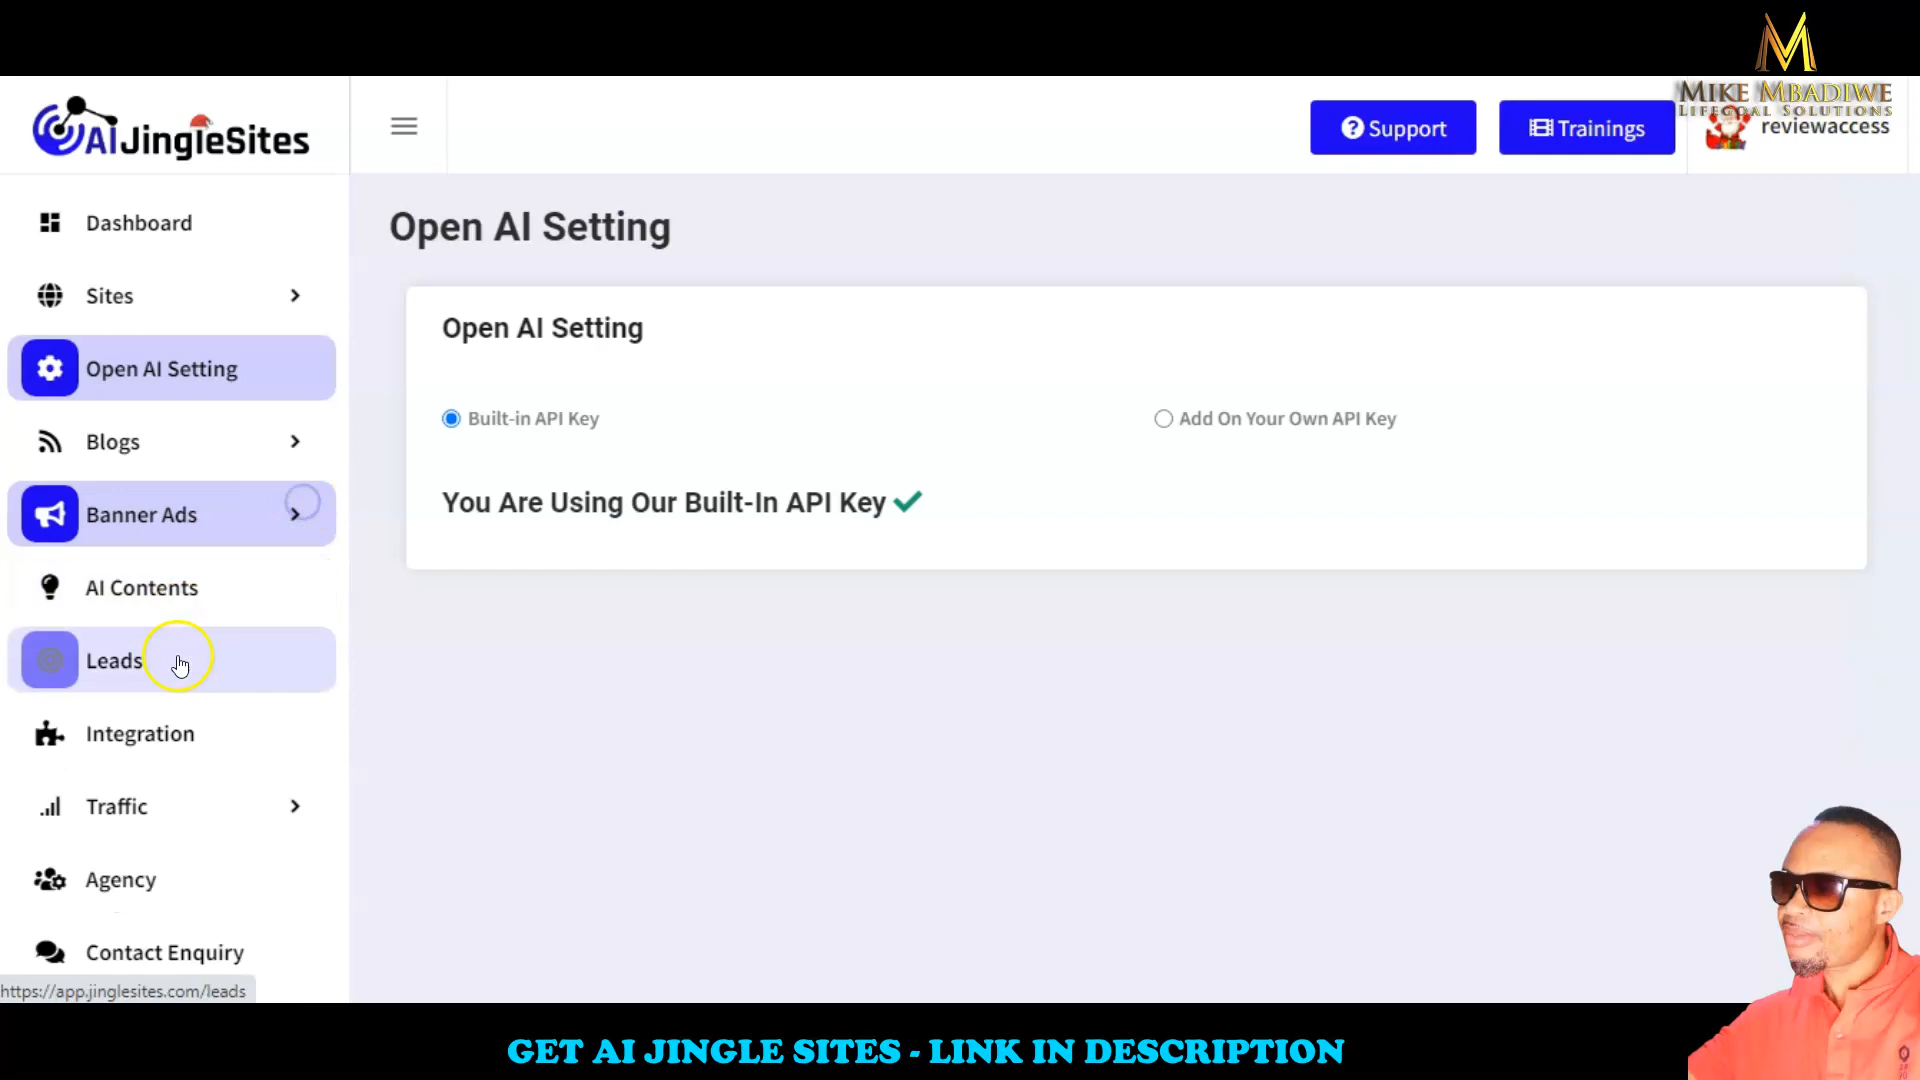 MIKE MBADIWE
LIFEGOAL SOLUTIONS
AIJingleSites
Support
Trainings
reviewaccess
Dashboard
Sites
Open AI Setting
Blogs
Banner Ads
AI Contents
Leads
Integration
Traffic
Agency
Contact Enquiry
https://app.jinglesites.com/leads
Open AI Setting
Open AI Setting
Built-in API Key
Add On Your Own API Key
You Are Using Our Built-In API Key
GET AI JINGLE SITES - LINK IN DESCRIPTION